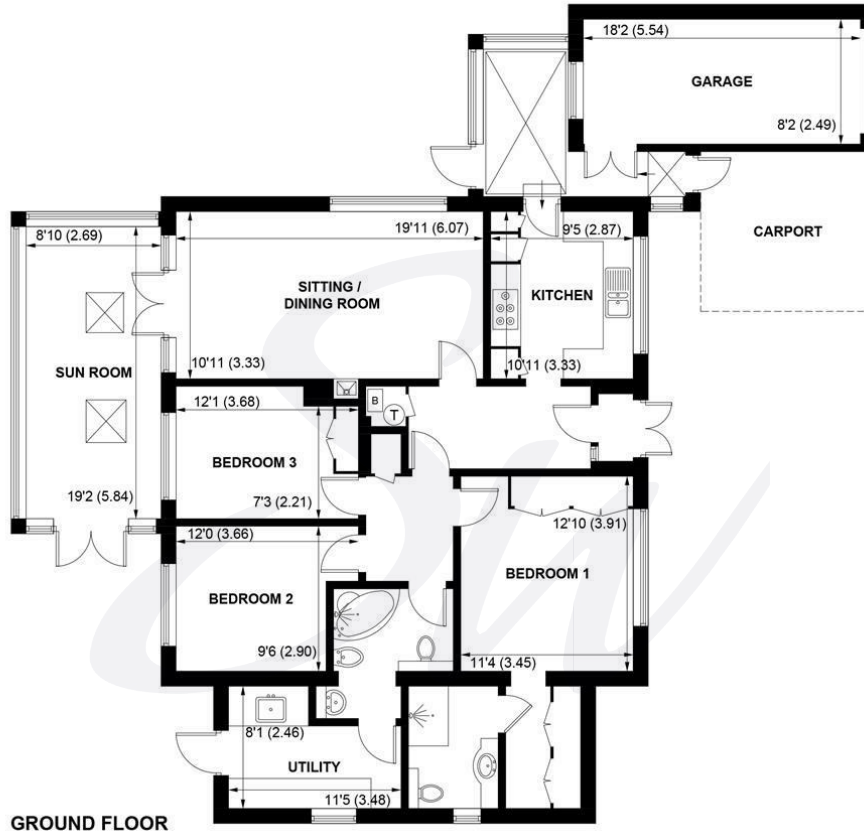 18'2 (5.54)
GARAGE
8'2 (2.49)
8'10 (2.69)
19'11 (6.07)
9'5 (2.87)
CARPORT
SITTING /
DINING ROOM
KITCHEN
10'11 (3.33)
10'11 (3.33)
SUN ROOM
12'1 (3.68)
B
T
BEDROOM 3
19'2 (5.84)
7'3 (2.21)
12'10 (3.91)
12'0 (3.66)
BEDROOM 1
BEDROOM 2
9'6 (2.90)
11'4 (3.45)
8'1 (2.46)
UTILITY
11'5 (3.48)
GROUND FLOOR